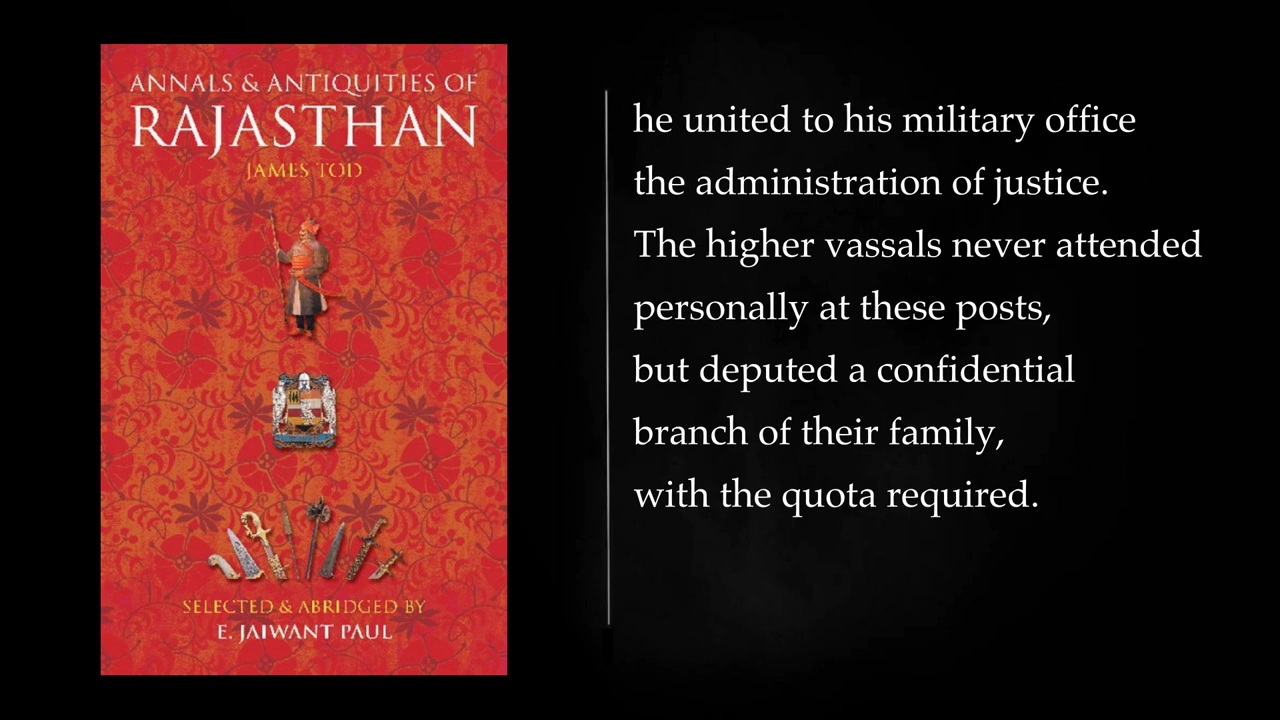 ANNALS & ANTIQUITIES OF
RAJASTHAN
JAMES TOD
SELECTED & ABRIDGED BY
E. JAIWANT PAUL
he united to his military office
the administration of justice.
The higher vassals never attended
personally at these posts,
but deputed a confidential
branch of their family,
with the quota required.